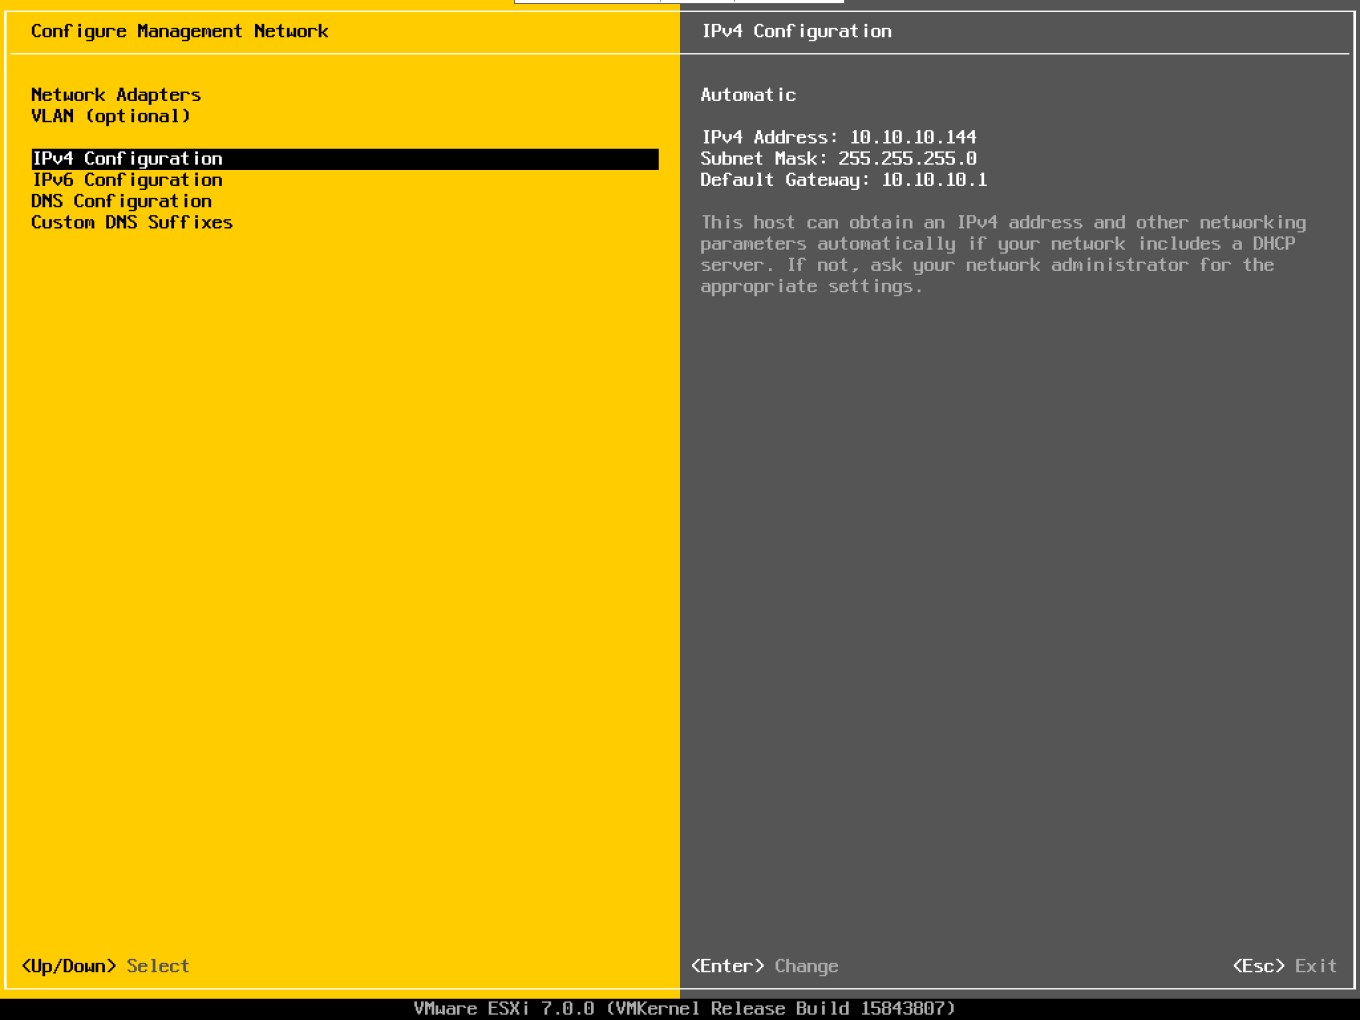 Configure Management Network
Network Adapters
VLAN (optional)
IPv4 Configuration
IPv6 Configuration
DNS Configuration
Custom DNS Suffixes
<Up/Down> Select
IPv4 Configuration
Automatic
IPv4 Address: 10.10.10.144
Subnet Mask: 255.255.255.0
Default Gateway: 10.10.10.1
This host can obtain an IPv4 address and other networking
parameters automatically if your network includes a DHCP
server. If not, ask your network administrator for the
appropriate settings.
<Enter> Change
<Esc> Exit
VMware ESXi 7.0.0 (VMKernel Release Build 15843807)